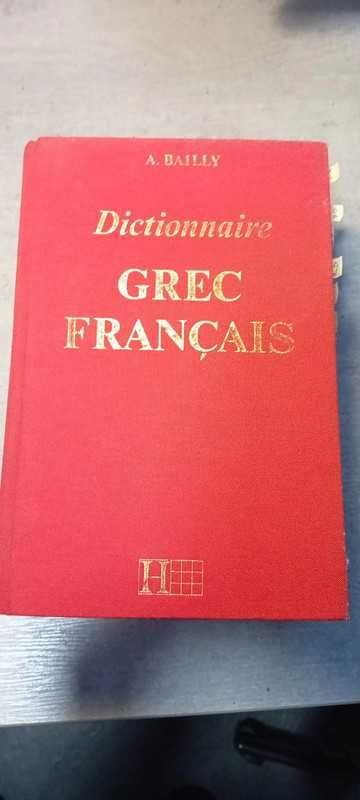 A. BAILLY
Dictionnaire
GREC
FRANÇAIS
H